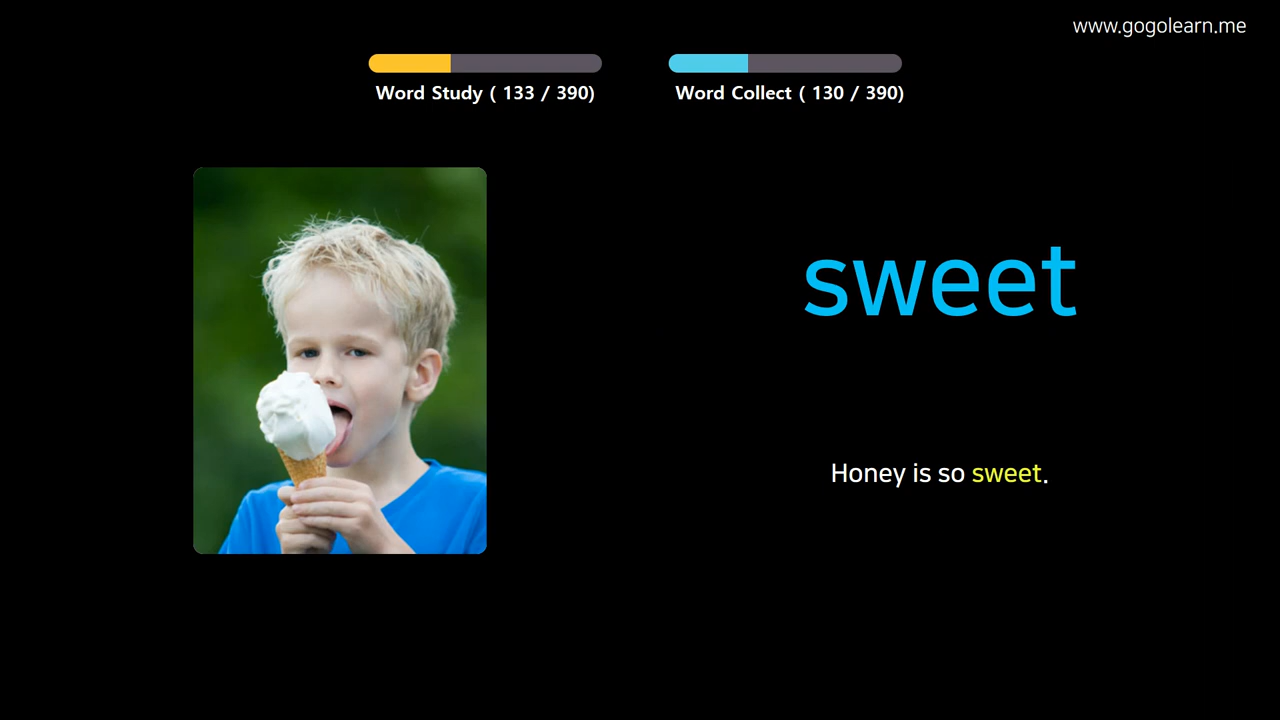 www.gogolearn.me
Word Study ( 133 / 390)
Word Collect ( 130 / 390)
sweet
Honey is so sweet.